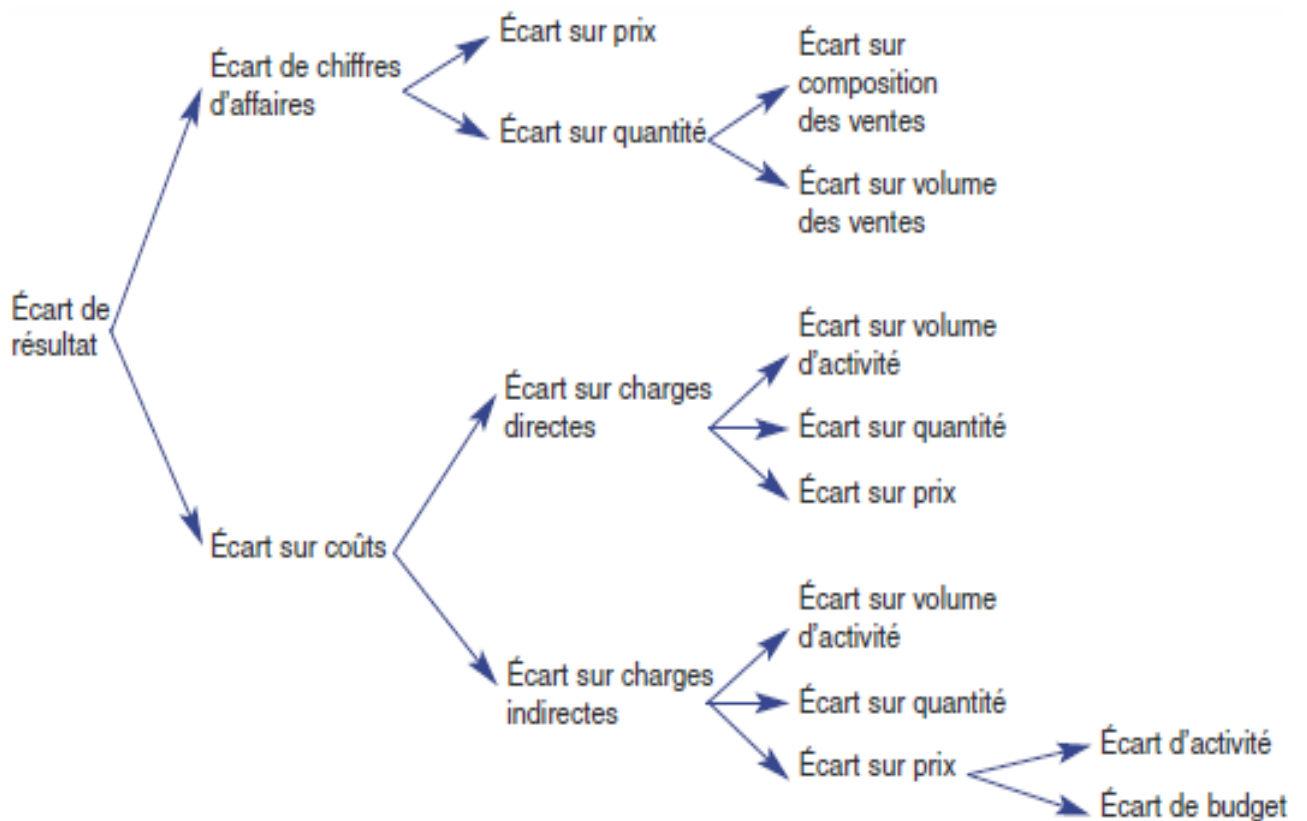 Écart sur prix
Écart de chiffres
d'affaires
Écart sur
composition
des ventes
Écart sur quantité
Écart sur volume
des ventes
Écart de
résultat
Écart sur volume
d'activité
Écart sur charges
directes
Écart sur quantité
Écart sur prix
Écart sur coûts
Écart sur volume
d'activité
Écart sur charges
indirectes
Écart sur quantité
Écart sur prix
Écart d'activité
Écart de budget